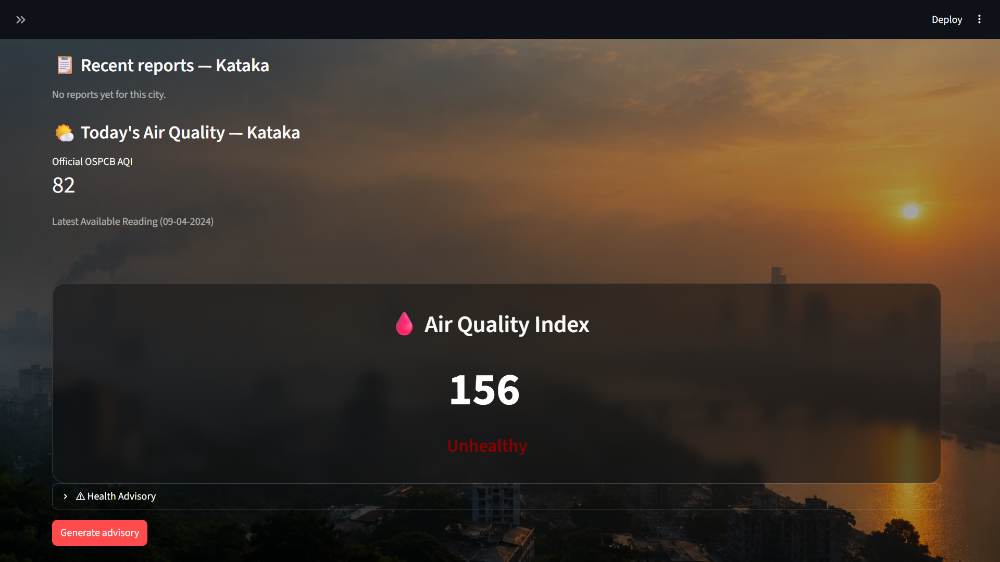 Deploy
Recent reports — Kataka
No reports yet for this city.
Today's Air Quality — Kataka
Official OSPCB AQI
82
Latest Available Reading (09-04-2024)
Air Quality Index
156
Unhealthy
⚠ Health Advisory
Generate advisory